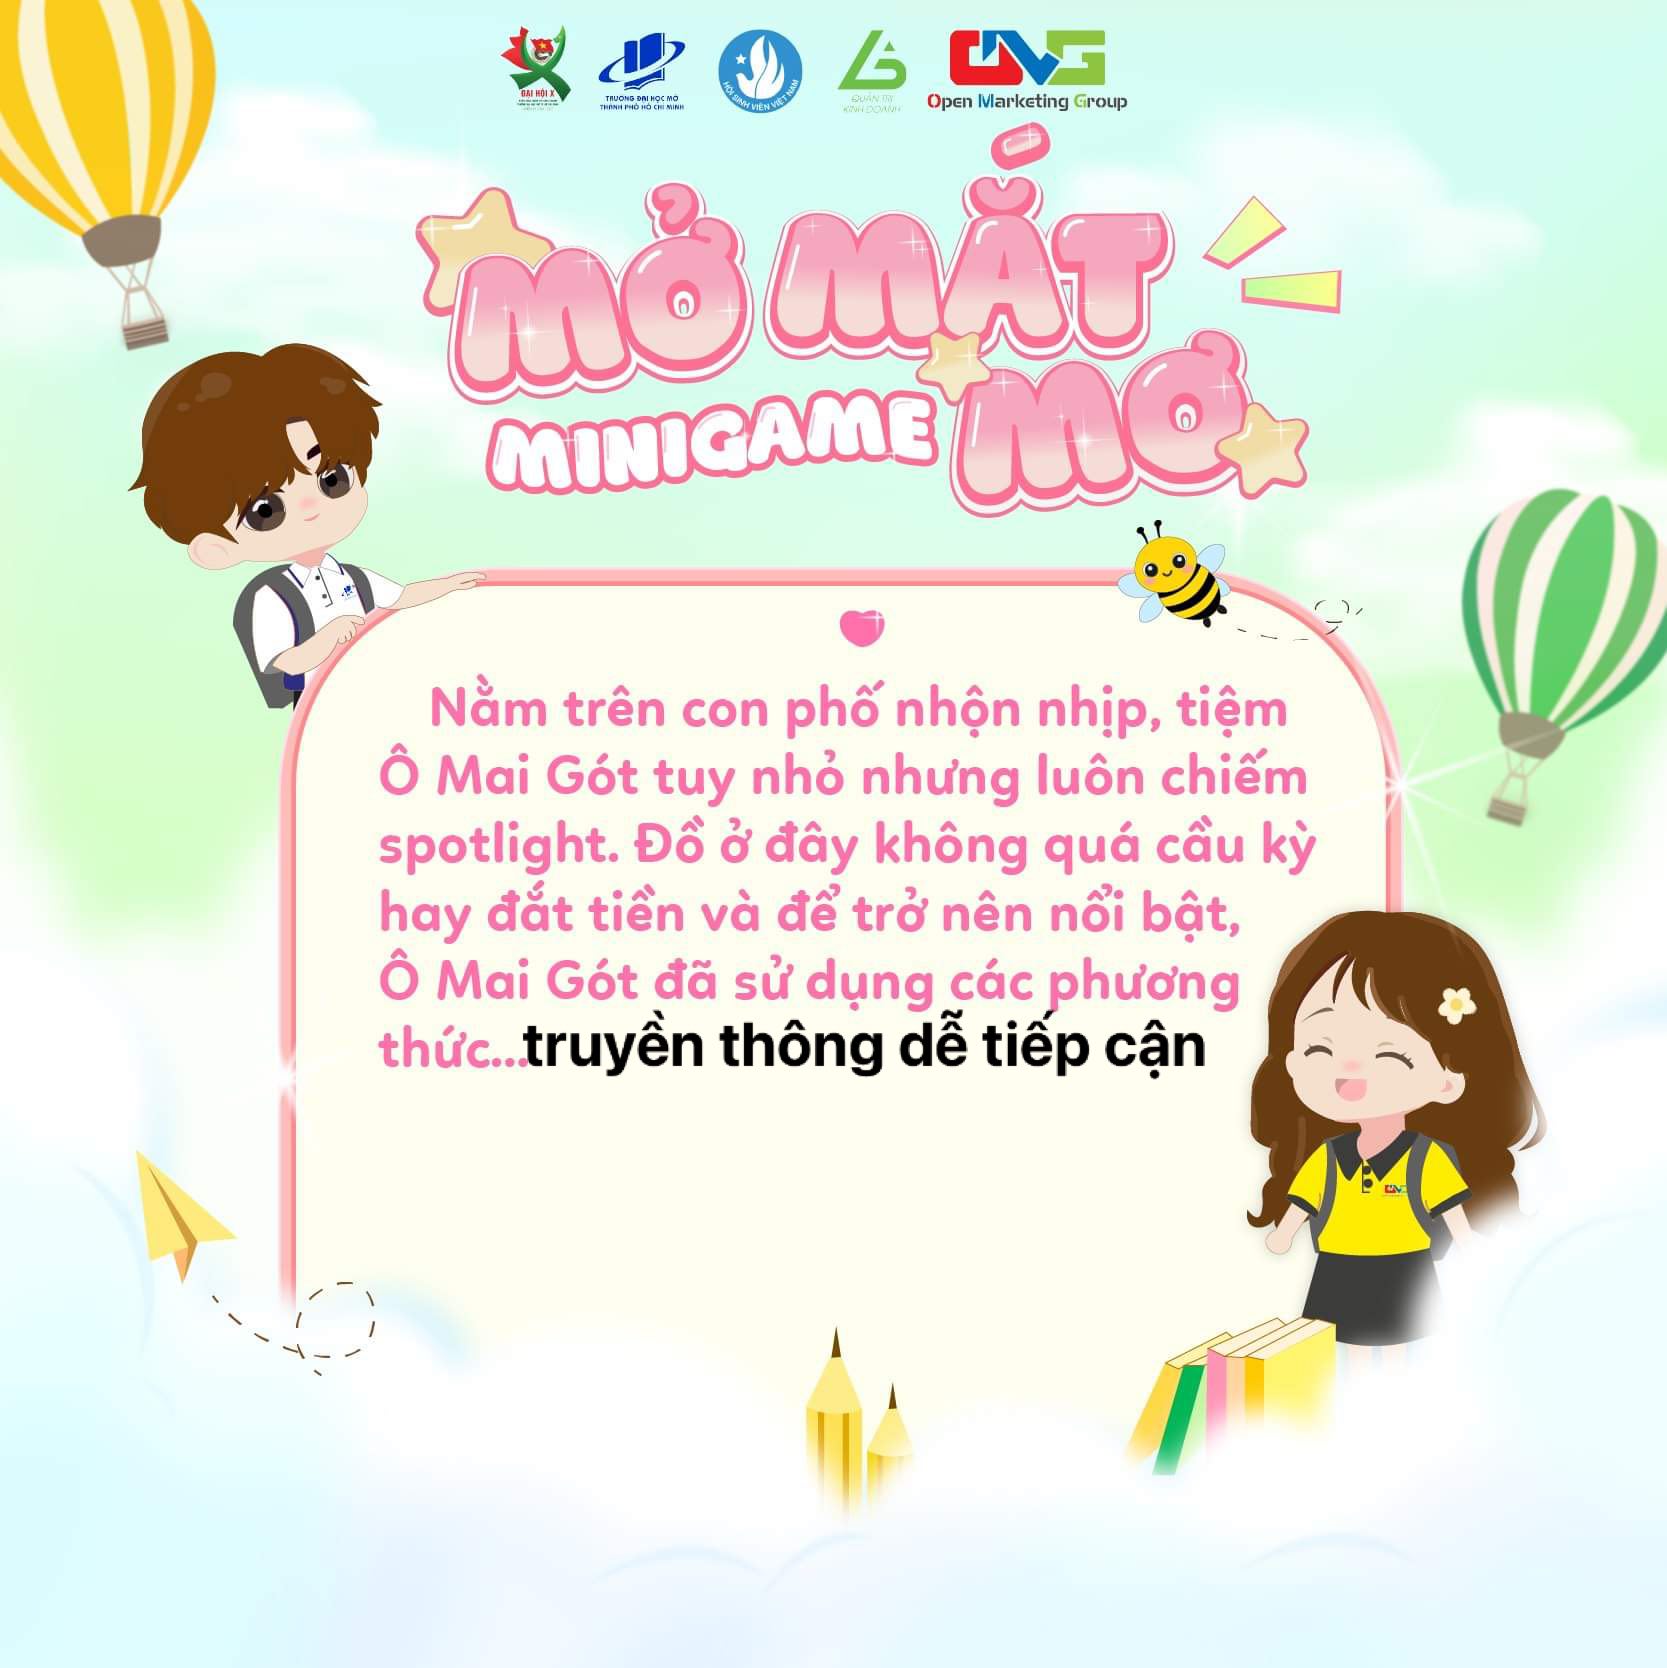 ĐẠI HỘI X
TRƯỜNG ĐẠI HỌC MỞ
THÀNH PHỐ HỒ CHÍ MINH
HỘI SINH VIÊN VIỆT NAM
QUẢN TRỊ
KINH DOANH
OMG
Open Marketing Group
MỞ MẮT
MINIGAME MƠ
Nằm trên con phố nhộn nhịp, tiệm
Ô Mai Gót tuy nhỏ nhưng luôn chiếm
spotlight. Đồ ở đây không quá cầu kỳ
hay đắt tiền và để trở nên nổi bật,
Ô Mai Gót đã sử dụng các phương
thức...truyền thông dễ tiếp cận
OMG